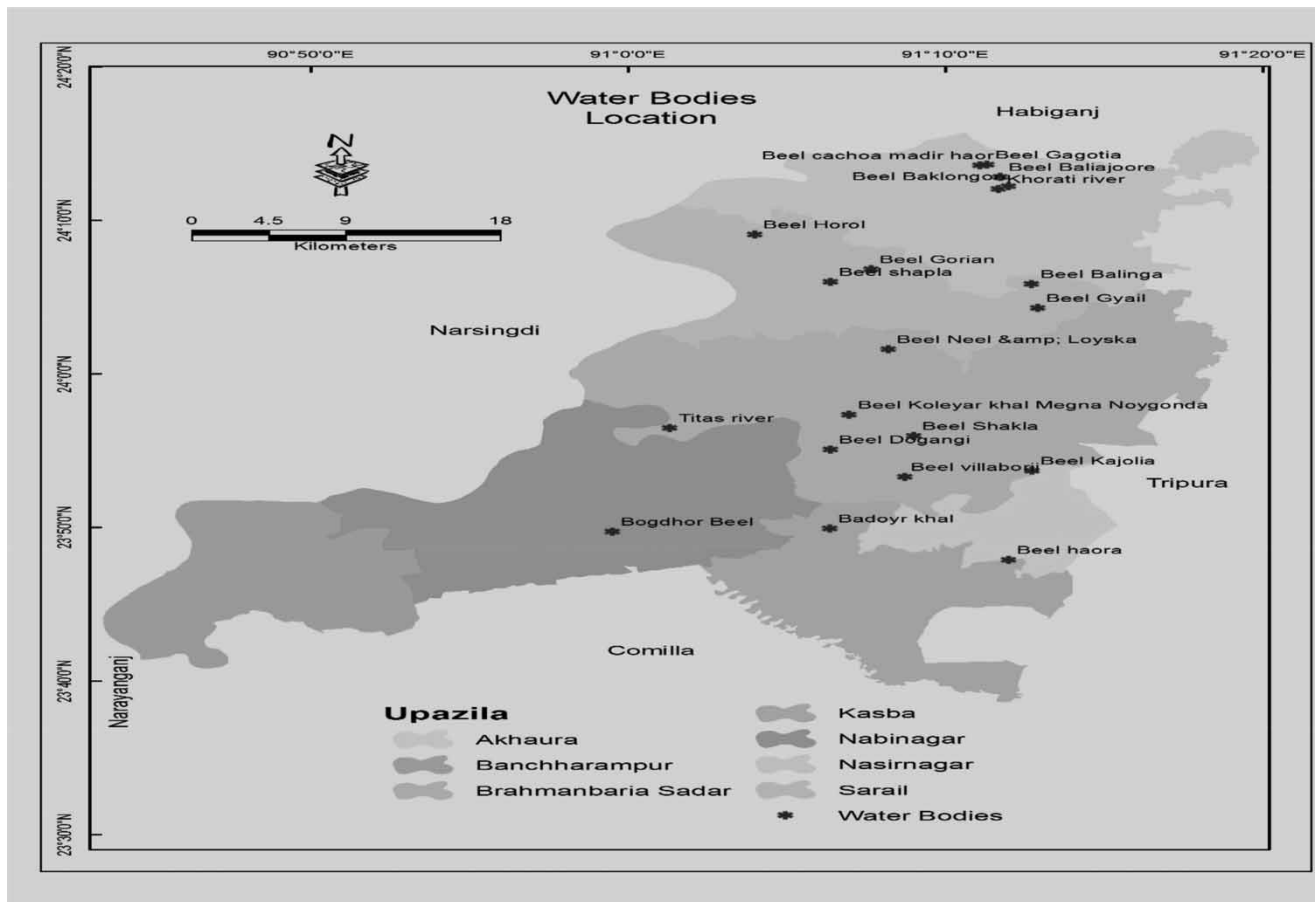 90°50'0"E 91°0'0"E 91°10'0"E 91°20'0"E
24°20'0"N
Water Bodies
Location
Habiganj
N
Beel cachoa madir haor Beel Gagotia
Beel Baliajoore
Beel Baklongo Khorati river
0 4.5 9 18
Kilometers
24°10'0"N
Beel Horol
Beel Gorian
Beel shapla
Beel Balinga
Beel Gyail
Narsingdi
Beel Neel &amp; Loyska
24°0'0"N
Beel Koleyar khal Megna Noygonda
Titas river
Beel Shakla
Beel Dogangi
Beel Kajolia
Beel villaborji
Tripura
23°50'0"N
Bogdhor Beel
Badoyr khal
Beel haora
Comilla
23°40'0"N
Narayanganj
Upazila
Akhaura
Banchharampur
Brahmanbaria Sadar
Kasba
Nabinagar
Nasirnagar
Sarail
Water Bodies
23°30'0"N